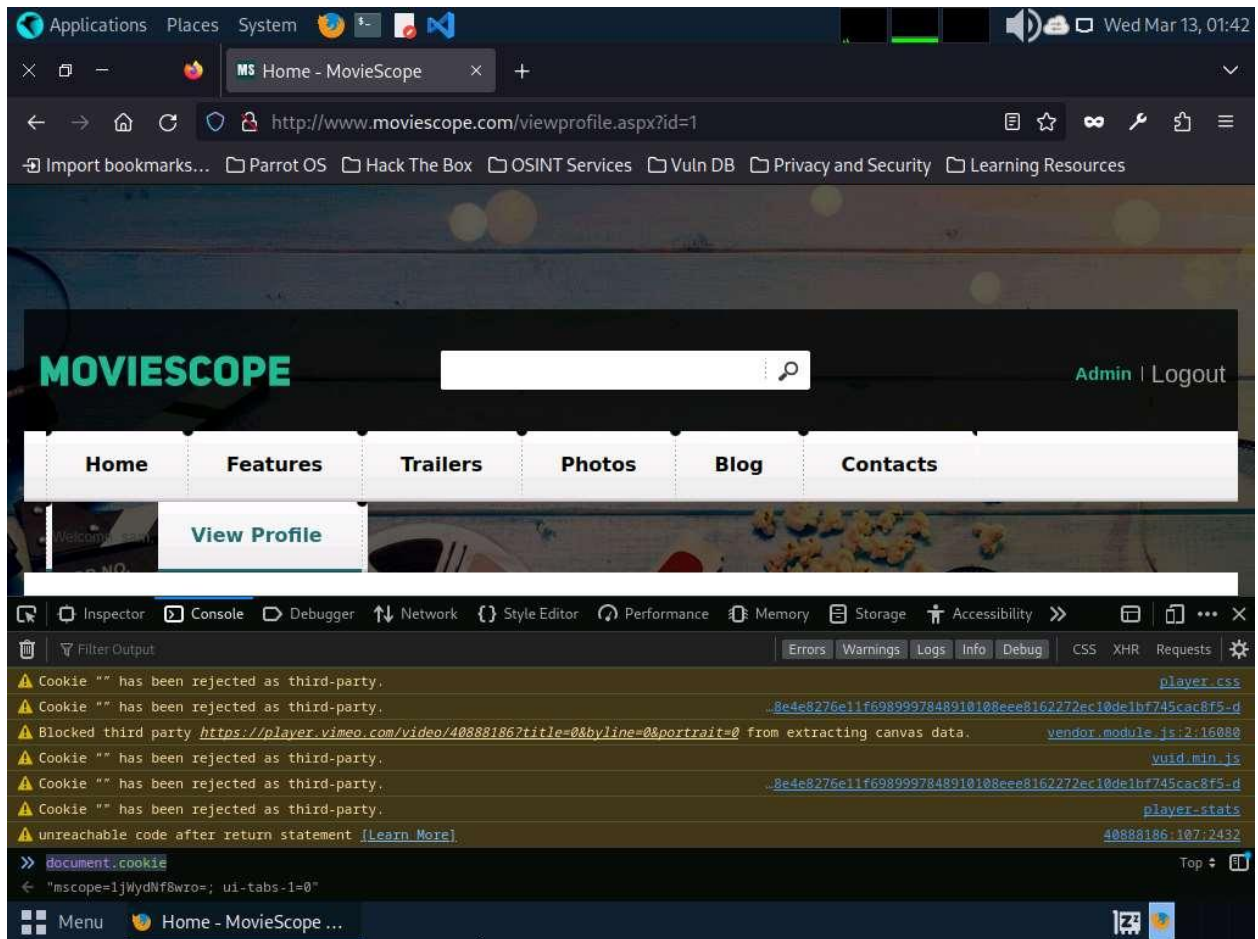 Applications Places System Wed Mar 13, 01:42
MS Home - MovieScope
http://www.moviescope.com/viewprofile.aspx?id=1
Import bookmarks... Parrot OS Hack The Box OSINT Services Vuln DB Privacy and Security Learning Resources
MOVIESCOPE
Admin | Logout
Home Features Trailers Photos Blog Contacts
View Profile
Inspector Console Debugger Network Style Editor Performance Memory Storage Accessibility
Filter Output Errors Warnings Logs Info Debug CSS XHR Requests
Cookie "" has been rejected as third-party. player.css
Cookie "" has been rejected as third-party. …8e4e8276e11f6989997848910108eee8162272ec10de1bf745cac8f5-d
Blocked third party https://player.vimeo.com/video/40888186?title=0&byline=0&portrait=0 from extracting canvas data. vendor.module.js:2:16080
Cookie "" has been rejected as third-party. vuid.min.js
Cookie "" has been rejected as third-party. …8e4e8276e11f6989997848910108eee8162272ec10de1bf745cac8f5-d
Cookie "" has been rejected as third-party. player-stats
unreachable code after return statement [Learn More] 40888186:107:2432
document.cookie Top
"mscope=1jWydNf8wro=; ui-tabs-1=0"
Menu Home - MovieScope ...